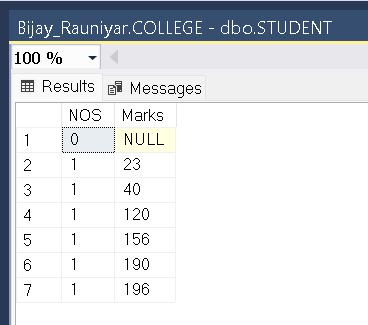 Bijay_Rauniyar.COLLEGE - dbo.STUDENT
100 %
Results Messages
NOS Marks
1 0 NULL
2 1 23
3 1 40
4 1 120
5 1 156
6 1 190
7 1 196